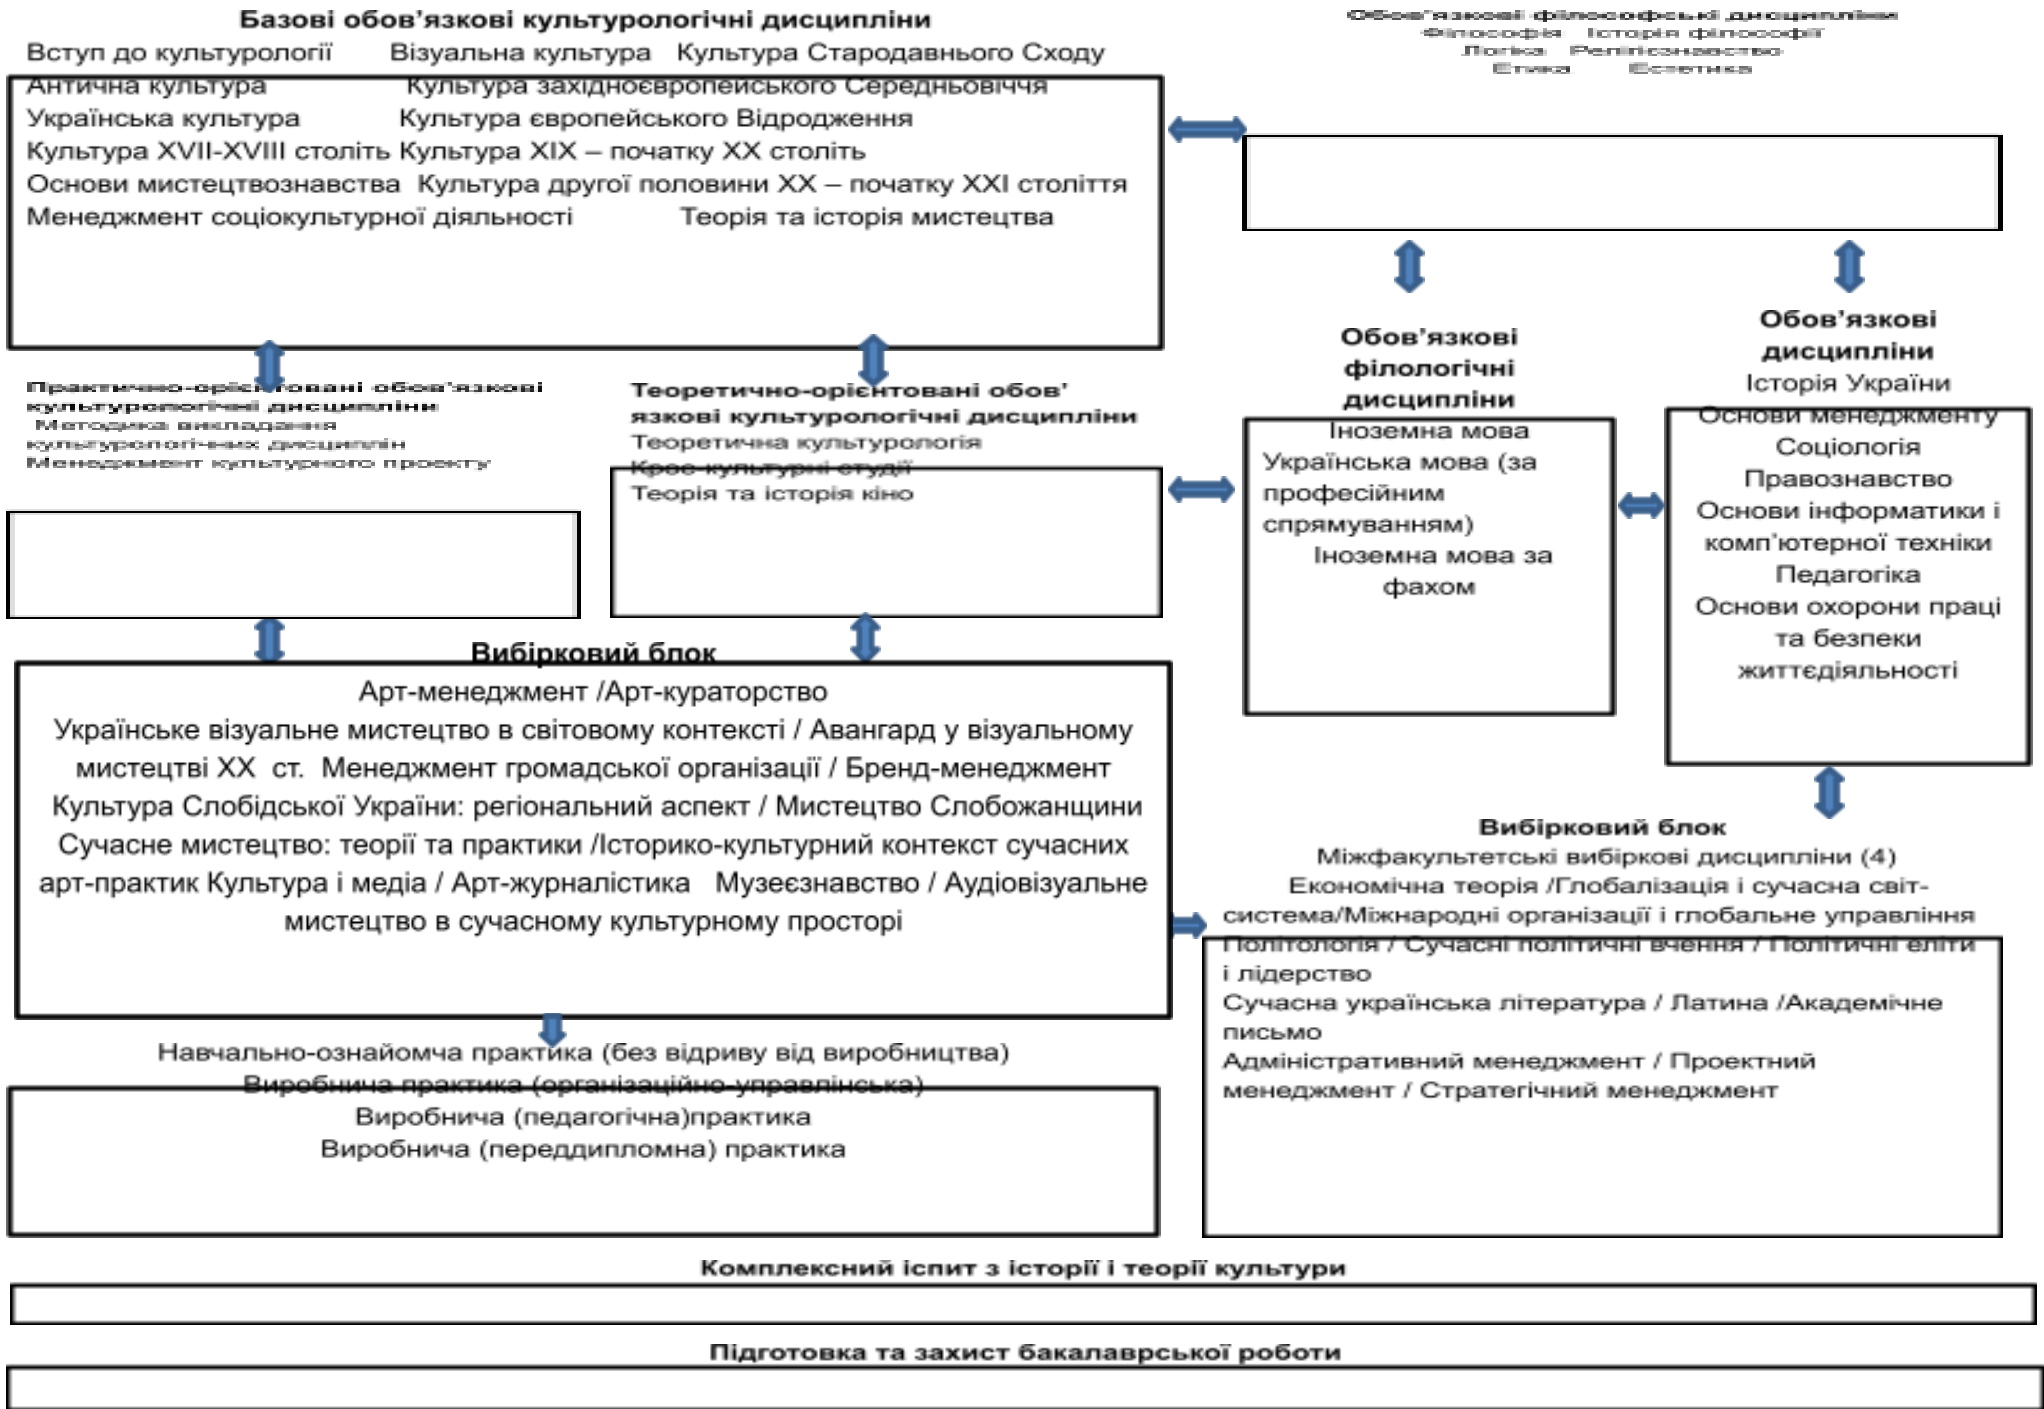 Базові обов’язкові культурологічні дисципліни
Вступ до культурології Візуальна культура Культура Стародавнього Сходу
Антична культура Культура західноєвропейського Середньовіччя
Українська культура Культура європейського Відродження
Культура XVII-XVIII століть Культура XIX – початку XX століть
Основи мистецтвознавства Культура другої половини XX – початку XXI століття
Менеджмент соціокультурної діяльності Теорія та історія мистецтва
Обов’язкові філософські дисципліни
Філософія Історія філософії
Логіка Релігієзнавство
Етика Естетика
Практично-орієнтовані обов’язкові
культурологічні дисципліни
Методика викладання
культурологічних дисциплін
Менеджмент культурного проекту
Теоретично-орієнтовані обов’
язкові культурологічні дисципліни
Теоретична культурологія
Крос-культурні студії
Теорія та історія кіно
Обов’язкові
філологічні
дисципліни
Іноземна мова
Українська мова (за
професійним
спрямуванням)
Іноземна мова за
фахом
Обов’язкові
дисципліни
Історія України
Основи менеджменту
Соціологія
Правознавство
Основи інформатики і
комп’ютерної техніки
Педагогіка
Основи охорони праці
та безпеки
життєдіяльності
Вибірковий блок
Арт-менеджмент /Арт-кураторство
Українське візуальне мистецтво в світовому контексті / Авангард у візуальному
мистецтві XX ст. Менеджмент громадської організації / Бренд-менеджмент
Культура Слобідської України: регіональний аспект / Мистецтво Слобожанщини
Сучасне мистецтво: теорії та практики /Історико-культурний контекст сучасних
арт-практик Культура і медіа / Арт-журналістика Музеєзнавство / Аудіовізуальне
мистецтво в сучасному культурному просторі
Вибірковий блок
Міжфакультетські вибіркові дисципліни (4)
Економічна теорія /Глобалізація і сучасна світ-
система/Міжнародні організації і глобальне управління
Політологія / Сучасні політичні вчення / Політичні еліти
і лідерство
Сучасна українська література / Латина /Академічне
письмо
Адміністративний менеджмент / Проектний
менеджмент / Стратегічний менеджмент
Навчально-ознайомча практика (без відриву від виробництва)
Виробнича практика (організаційно-управлінська)
Виробнича (педагогічна)практика
Виробнича (переддипломна) практика
Комплексний іспит з історії і теорії культури
Підготовка та захист бакалаврської роботи